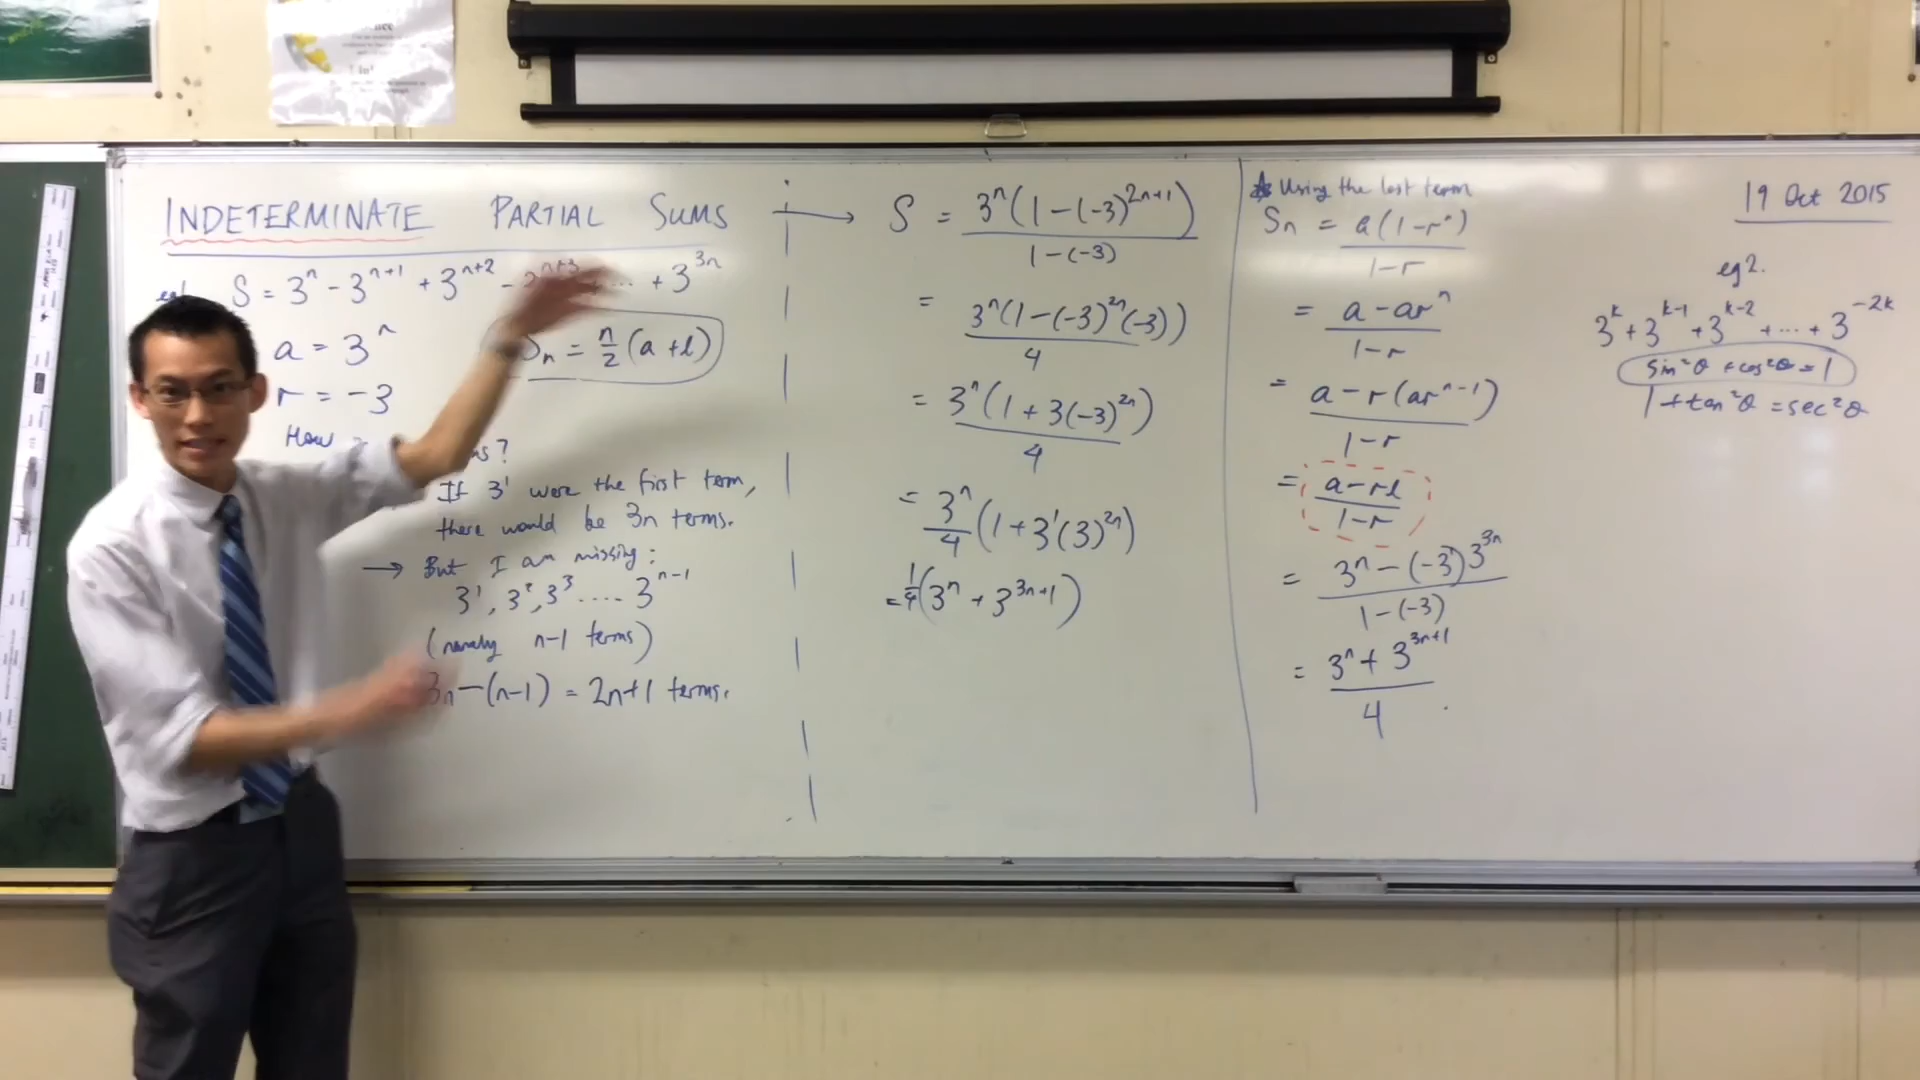 INDETERMINATE PARTIAL SUMS
S = 3^n - 3^{n+1} + 3^{n+2} - ... + 3^{3n}
a = 3^n
S_n = n/2 (a + l)
r = -3
How
If 3^1 were the first term,
there would be 3n terms.
→ But I am missing:
3^1, 3^2, 3^3 .... 3^{n-1}
(namely n-1 terms)
3n - (n-1) = 2n+1 terms.
→ S = 3^n(1-(-3)^{2n+1}) / 1-(-3)
= 3^n(1-(-3)^{2n}(-3)) / 4
= 3^n(1+3(-3)^{2n}) / 4
= 3^n/4 (1+3^1(3)^{2n})
= 1/4(3^n + 3^{3n+1})
Using the last term
S_n = a(1-r^n) / 1-r
= a-ar^n / 1-r
= a-r(ar^{n-1}) / 1-r
= a-rl / 1-r
= 3^n-(-3)3^{3n} / 1-(-3)
= 3^n+3^{3n+1} / 4
19 Oct 2015
eg 2.
3^k + 3^{k-1} + 3^{k-2} + ... + 3^{-2k}
sin²θ + cos²θ = 1
1 + tan²θ = sec²θ